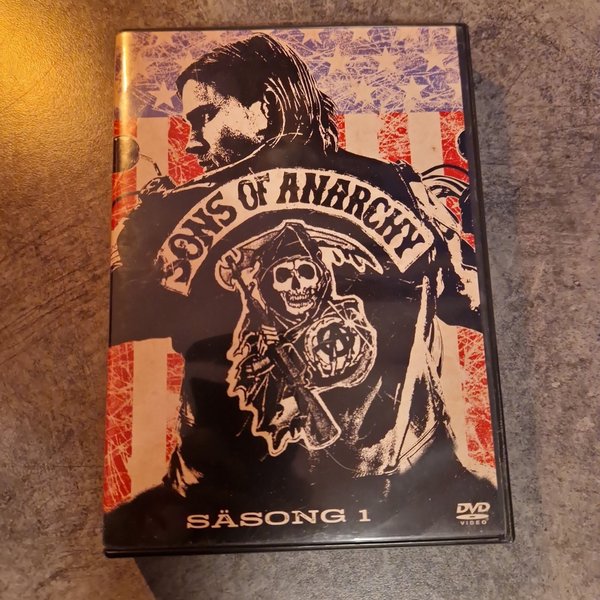 SONS OF ANARCHY
SÄSONG 1
DVD
VIDEO